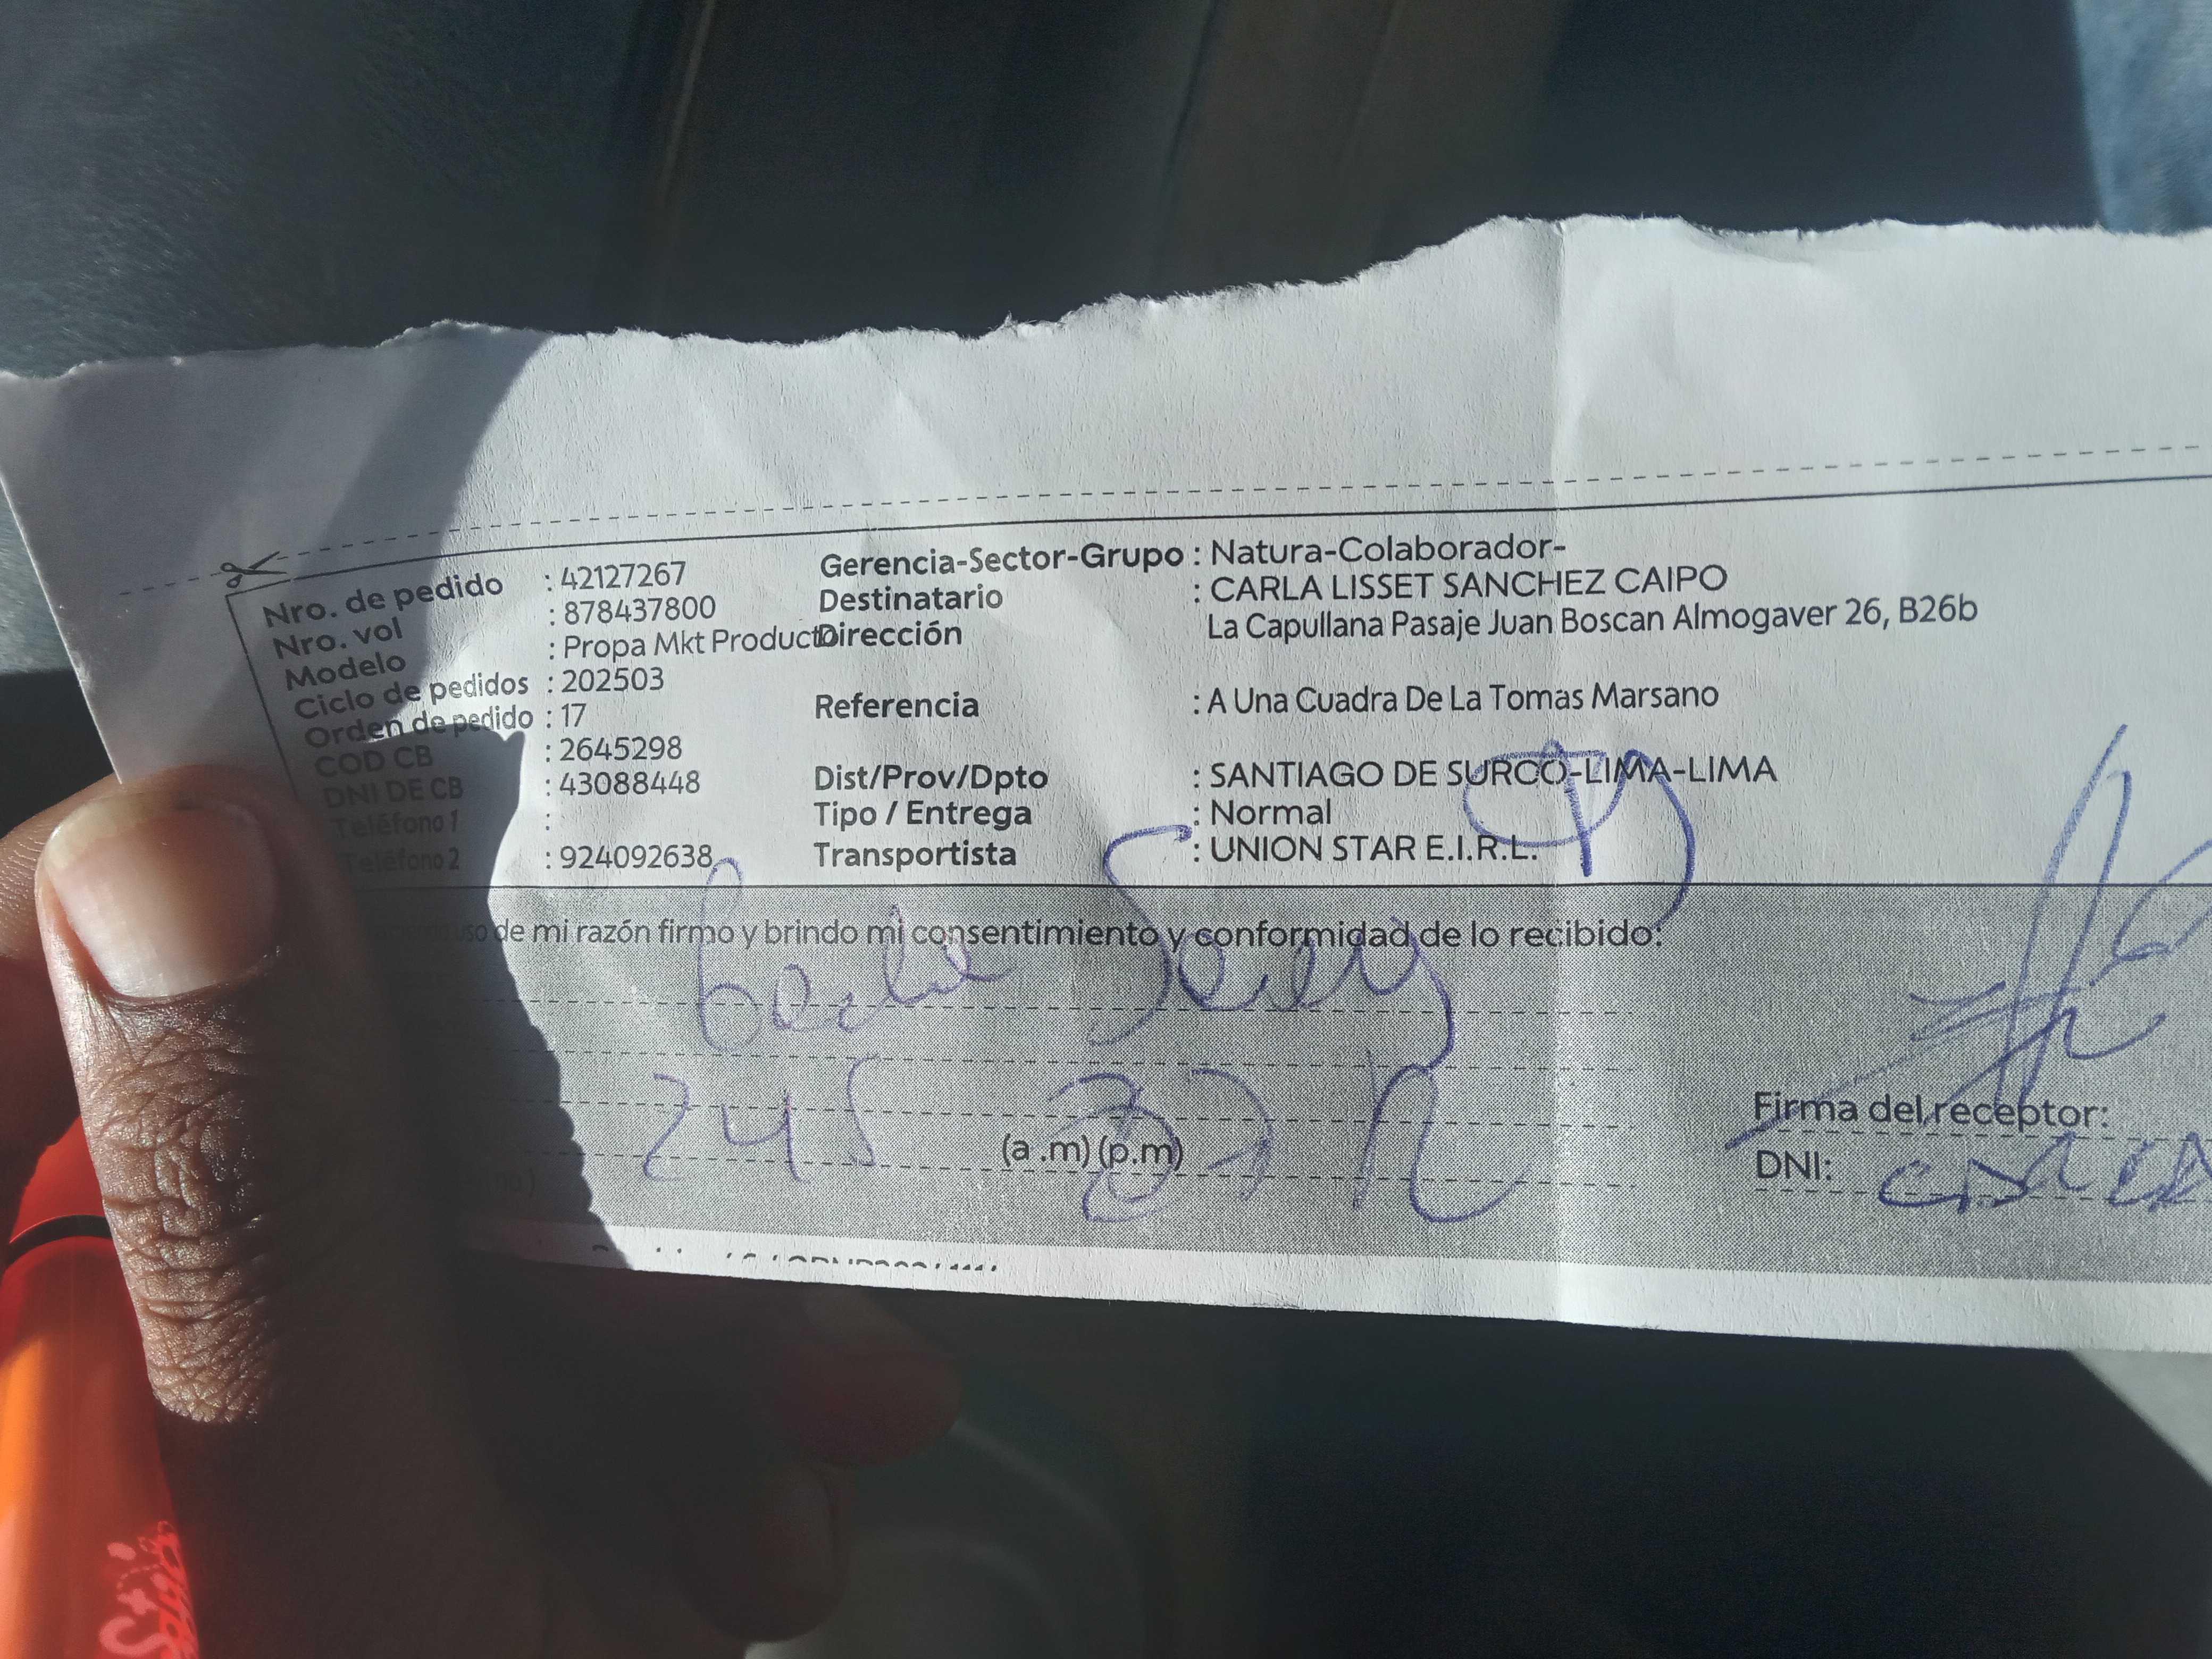 Nro. de pedido : 42127267
Nro. vol : 878437800
Modelo : Propa Mkt Producto
Ciclo de pedidos : 202503
Orden de pedido : 17
COD CB : 2645298
DNI DE CB : 43088448
Teléfono 1 :
Teléfono 2 : 924092638
Gerencia-Sector-Grupo : Natura-Colaborador-
Destinatario : CARLA LISSET SANCHEZ CAIPO
Dirección La Capullana Pasaje Juan Boscan Almogaver 26, B26b
Referencia : A Una Cuadra De La Tomas Marsano
Dist/Prov/Dpto : SANTIAGO DE SURCO-LIMA-LIMA
Tipo / Entrega : Normal
Transportista : UNION STAR E.I.R.L.
uso de mi razón firmo y brindo mi consentimiento y conformidad de lo recibido:
245
(a .m) (p.m)
Firma del receptor:
DNI: